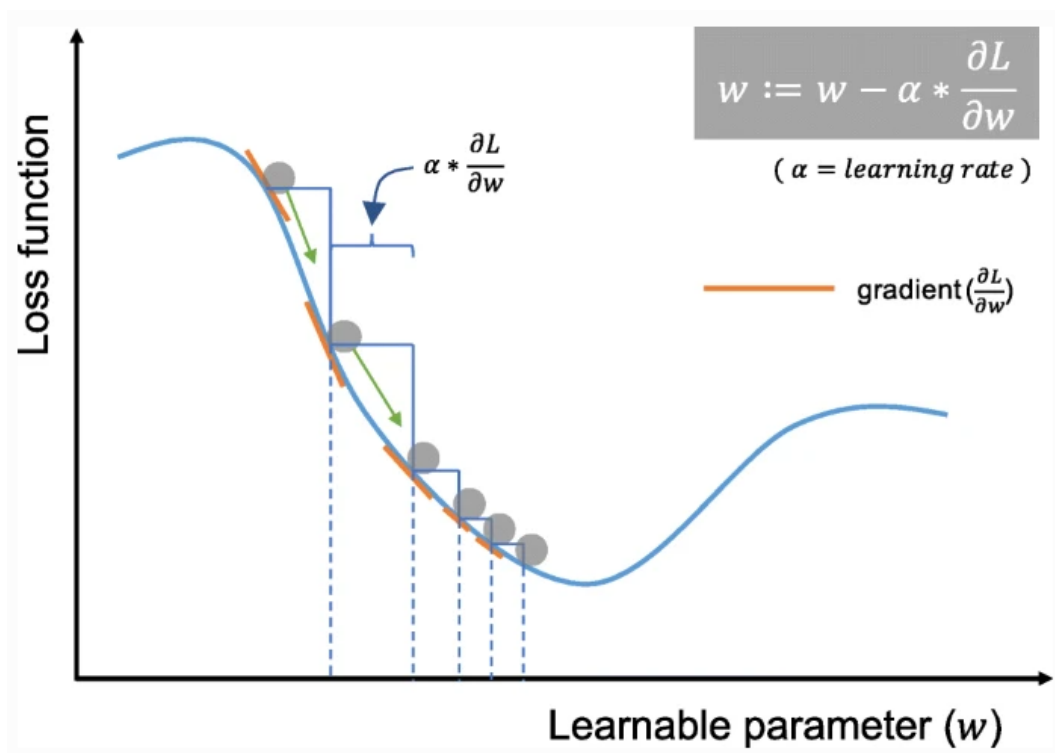 w := w − α * ∂L/∂w
( α = learning rate )
α * ∂L/∂w
Loss function
gradient(∂L/∂w)
Learnable parameter (w)